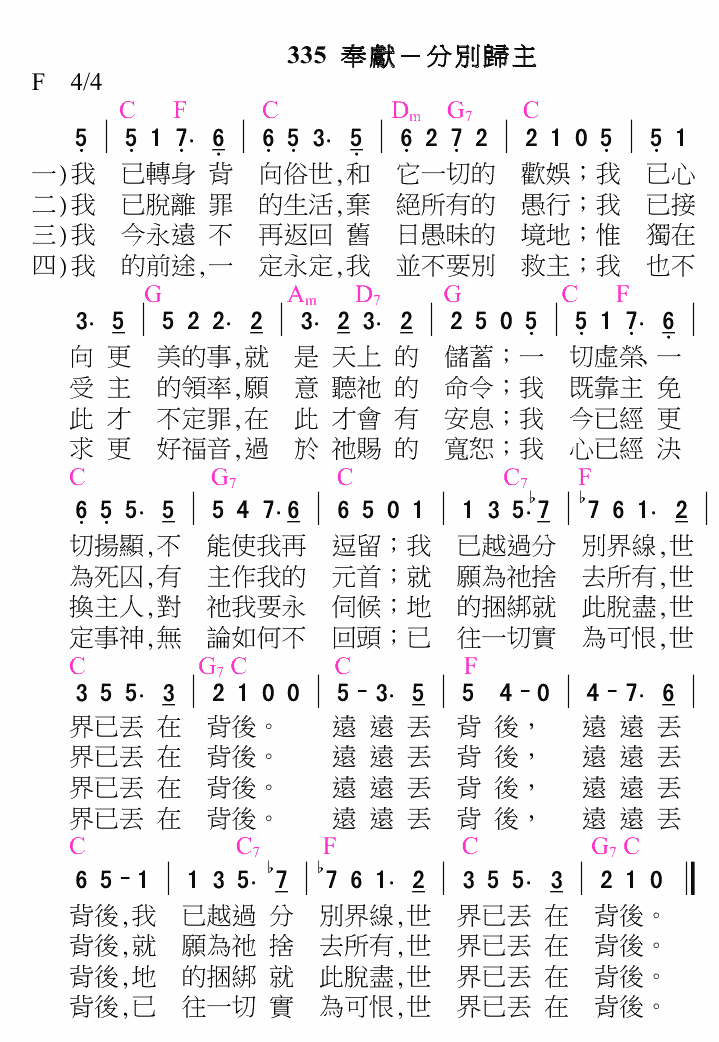 335 奉獻－分別歸主
F 4/4
C F C Dm G7 C
5 | 5 1 7· 6 | 6 5 3· 5 | 6 2 7 2 | 2 1 0 5 | 5 1
一)我 已轉身 背 向俗世,和 它一切的 歡娛；我 已心
二)我 已脫離 罪 的生活,棄 絕所有的 愚行；我 已接
三)我 今永遠 不 再返回 舊 日愚昧的 境地；惟 獨在
四)我 的前途,一 定永定,我 並不要別 救主；我 也不
G Am D7 G C F
3· 5 | 5 2 2· 2 | 3· 2 3· 2 | 2 5 0 5 | 5 1 7· 6 |
向 更 美的事,就 是 天上 的 儲蓄；一 切虛榮、一
受 主 的領率,願 意 聽祂 的 命令；我 既靠主 免
此 才 不定罪,在 此 才會 有 安息；我 今已經 更
求 更 好福音,過 於 祂賜 的 寬恕；我 心已經 決
C G7 C C7 F
6 5 5· 5 | 5 4 7·6 | 6 5 0 1 | 1 3 5·♭7 | ♭7 6 1· 2 |
切揚顯,不 能使我再 逗留；我 已越過分 別界線,世
為死囚,有 主作我的 元首；就 願為祂捨 去所有,世
換主人,對 祂我要永 伺候；地 的捆綁就 此脫盡,世
定事神,無 論如何不 回頭；已 往一切實 為可恨,世
C G7 C C F
3 5 5· 3 | 2 1 0 0 | 5 - 3· 5 | 5 4 - 0 | 4 - 7· 6 |
界已丟 在 背後。 遠 遠 丟 背 後， 遠 遠 丟
界已丟 在 背後。 遠 遠 丟 背 後， 遠 遠 丟
界已丟 在 背後。 遠 遠 丟 背 後， 遠 遠 丟
界已丟 在 背後。 遠 遠 丟 背 後， 遠 遠 丟
C C7 F C G7 C
6 5 - 1 | 1 3 5· ♭7 | ♭7 6 1· 2 | 3 5 5· 3 | 2 1 0 ‖
背後,我 已越過 分 別界線,世 界已丟 在 背後。
背後,就 願為祂 捨 去所有,世 界已丟 在 背後。
背後,地 的捆綁 就 此脫盡,世 界已丟 在 背後。
背後,已 往一切 實 為可恨,世 界已丟 在 背後。